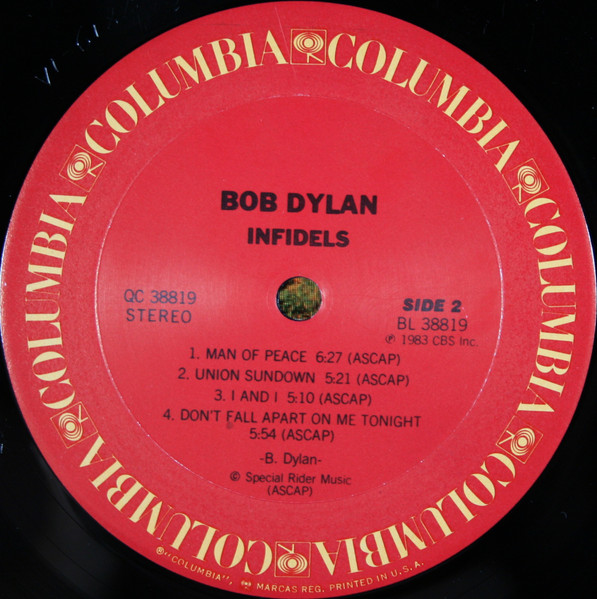 COLUMBIA COLUMBIA COLUMBIA COLUMBIA COLUMBIA COLUMBIA COLUMBIA
BOB DYLAN
INFIDELS
QC 38819
STEREO
SIDE 2
BL 38819
℗ 1983 CBS Inc.
1. MAN OF PEACE 6:27 (ASCAP)
2. UNION SUNDOWN 5:21 (ASCAP)
3. I AND I 5:10 (ASCAP)
4. DON'T FALL APART ON ME TONIGHT
5:54 (ASCAP)
-B. Dylan-
© Special Rider Music
(ASCAP)
®"COLUMBIA", MARCAS REG. PRINTED IN U.S.A.